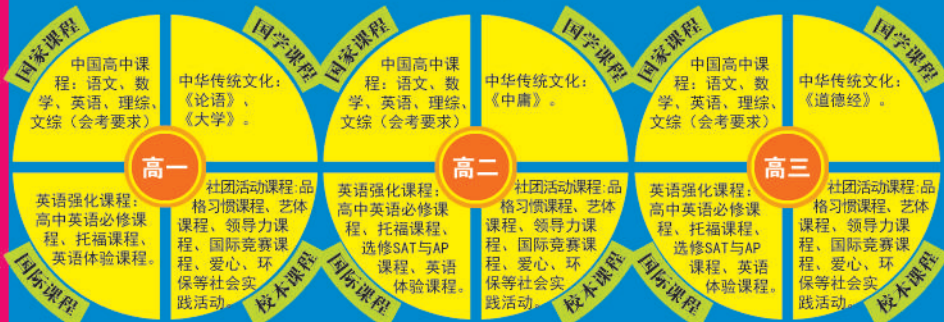 国家课程
中国高中课
程：语文、数
学、英语、理综、
文综（会考要求）
国学课程
中华传统文化：
《论语》、
《大学》。
高一
英语强化课程：
高中英语必修课
程、托福课程、
英语体验课程。
国际课程
社团活动课程:品
格习惯课程、艺体
课程、领导力课
程、国际竞赛课
程、爱心、环
保等社会实
践活动。
校本课程
国家课程
中国高中课
程：语文、数
学、英语、理综、
文综（会考要求）
国学课程
中华传统文化：
《中庸》。
高二
英语强化课程：
高中英语必修课
程、托福课程、
选修SAT与AP
课程、英语
体验课程。
国际课程
社团活动课程:品
格习惯课程、艺体
课程、领导力课
程、国际竞赛课
程、爱心、环
保等社会实
践活动。
校本课程
国家课程
中国高中课
程：语文、数
学、英语、理综、
文综（会考要求）
国学课程
中华传统文化：
《道德经》。
高三
英语强化课程：
高中英语必修课
程、托福课程、
选修SAT与AP
课程、英语
体验课程。
国际课程
社团活动课程:品
格习惯课程、艺体
课程、领导力课
程、国际竞赛课
程、爱心、环
保等社会实
践活动。
校本课程